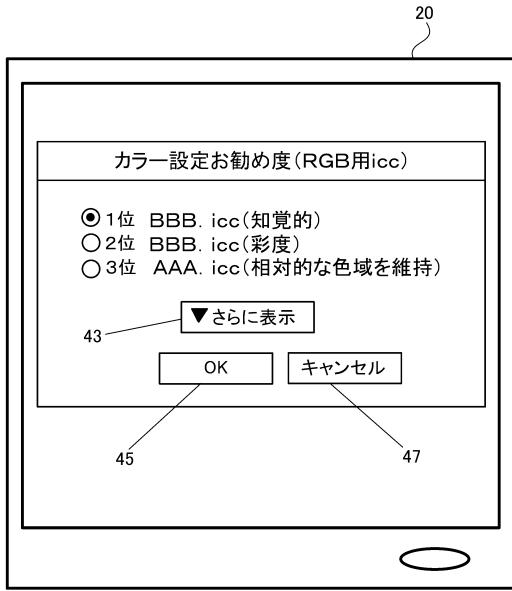 20
カラー設定お勧め度(RGB用icc)
1位 BBB. icc(知覚的)
2位 BBB. icc(彩度)
3位 AAA. icc(相対的な色域を維持)
▼さらに表示
43
OK キャンセル
45 47